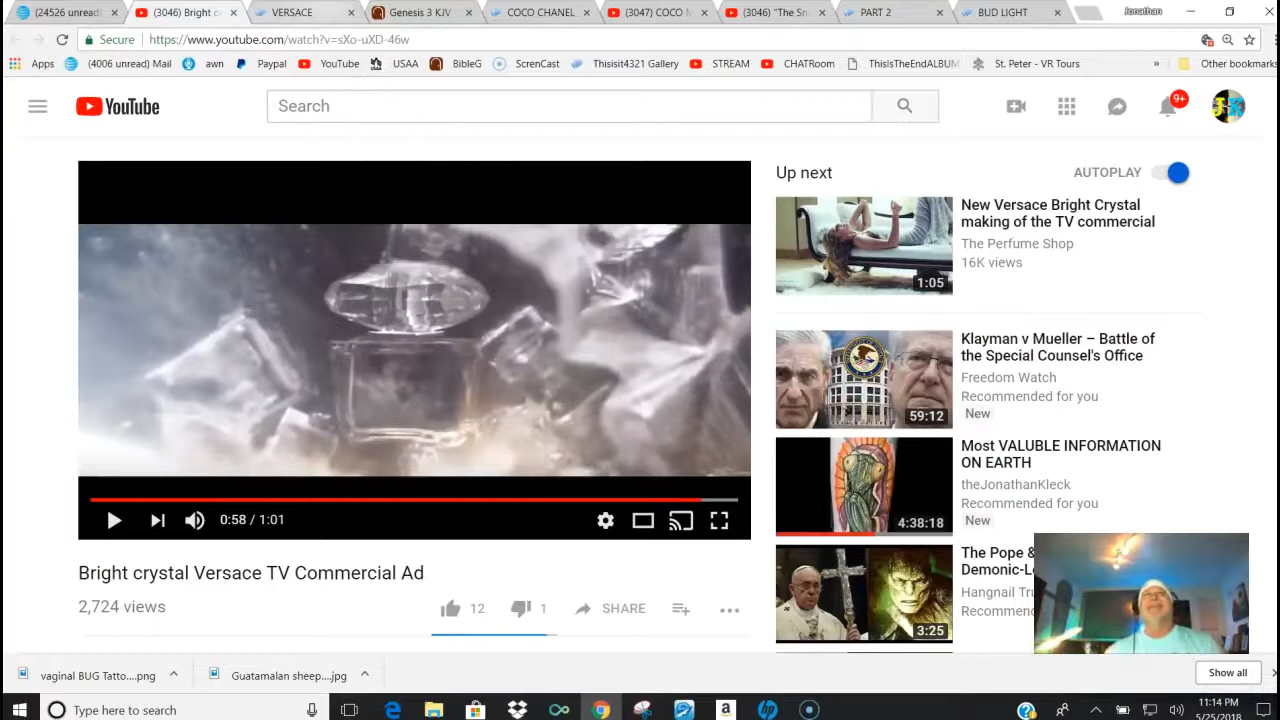 (24526 unread)
(3046) Bright c
VERSACE
Genesis 3 KJV
COCO CHANEL
(3047) COCO M
(3046) "The Sn
PART 2
BUD LIGHT
Jonathan
Secure
https://www.youtube.com/watch?v=sXo-uXD-46w
Apps
(4006 unread) Mail
awn
Paypal
YouTube
USAA
BibleG
ScrenCast
Thisisit4321 Gallery
STREAM
CHATRoom
ThisIsTheEndALBUM
St. Peter - VR Tours
»
Other bookmarks
YouTube
Search
9+
Up next
AUTOPLAY
New Versace Bright Crystal
making of the TV commercial
The Perfume Shop
16K views
1:05
Klayman v Mueller – Battle of
the Special Counsel's Office
Freedom Watch
Recommended for you
New
59:12
Most VALUBLE INFORMATION
ON EARTH
theJonathanKleck
Recommended for you
New
4:38:18
The Pope &
Demonic-L
Hangnail Tru
Recommen
3:25
0:58 / 1:01
Bright crystal Versace TV Commercial Ad
2,724 views
12
1
SHARE
vaginal BUG Tatto....png
Guatamalan sheep....jpg
Show all
Type here to search
11:14 PM
5/25/2018